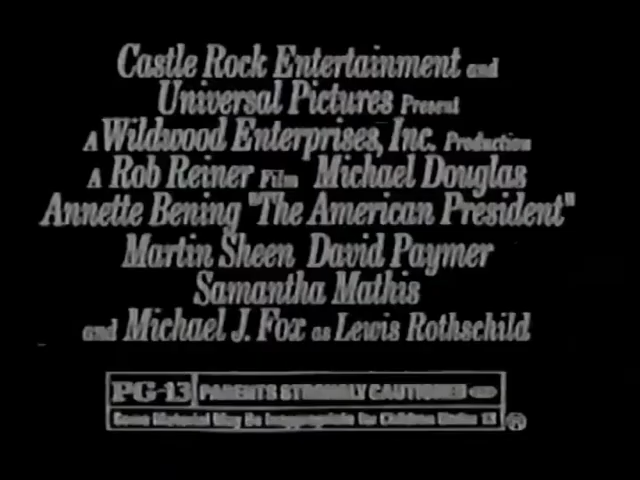 Castle Rock Entertainment and
Universal Pictures Present
A Wildwood Enterprises, Inc. Production
A Rob Reiner Film Michael Douglas
Annette Bening "The American President"
Martin Sheen David Paymer
Samantha Mathis
and Michael J. Fox as Lewis Rothschild
PG-13 PARENTS STRONGLY CAUTIONED
Some Material May Be Inappropriate for Children Under 13 ®